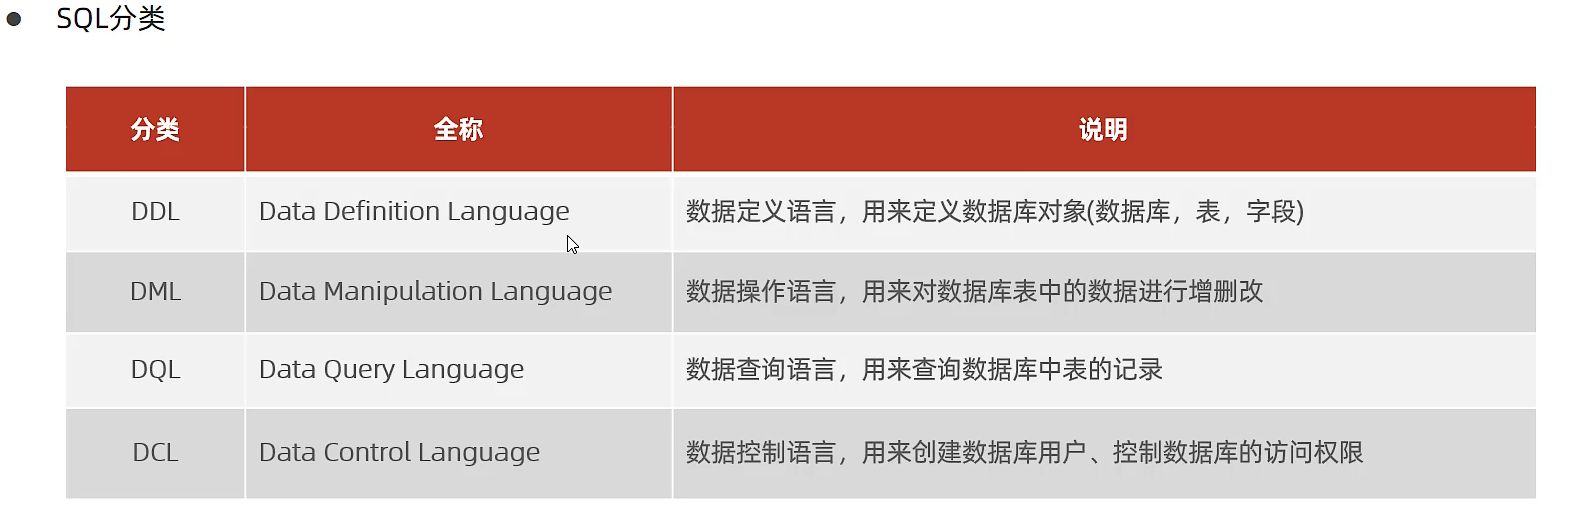 SQL分类
分类 全称 说明
DDL Data Definition Language 数据定义语言，用来定义数据库对象(数据库，表，字段)
DML Data Manipulation Language 数据操作语言，用来对数据库表中的数据进行增删改
DQL Data Query Language 数据查询语言，用来查询数据库中表的记录
DCL Data Control Language 数据控制语言，用来创建数据库用户、控制数据库的访问权限